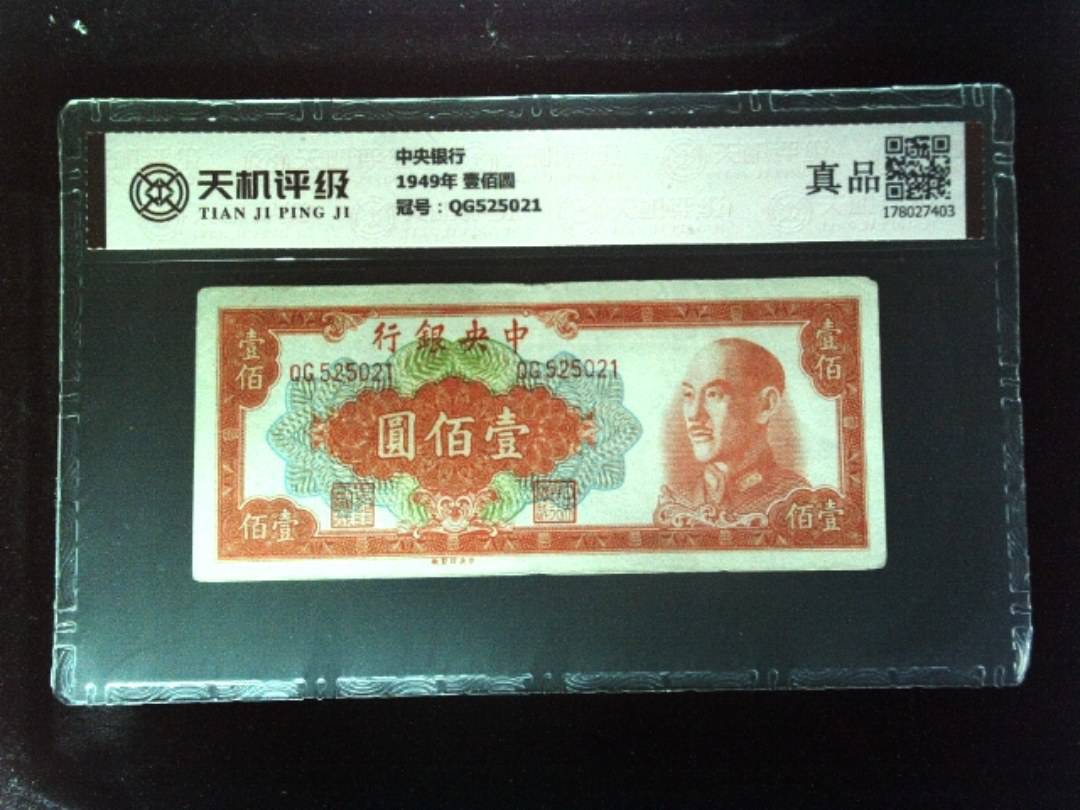 天机评级
TIAN JI PING JI
中央银行
1949年 壹佰圆
冠号：QG525021
真品
178027403
行銀央中
壹佰
壹佰
QG 525021
QG 525021
圓佰壹
佰壹
佰壹